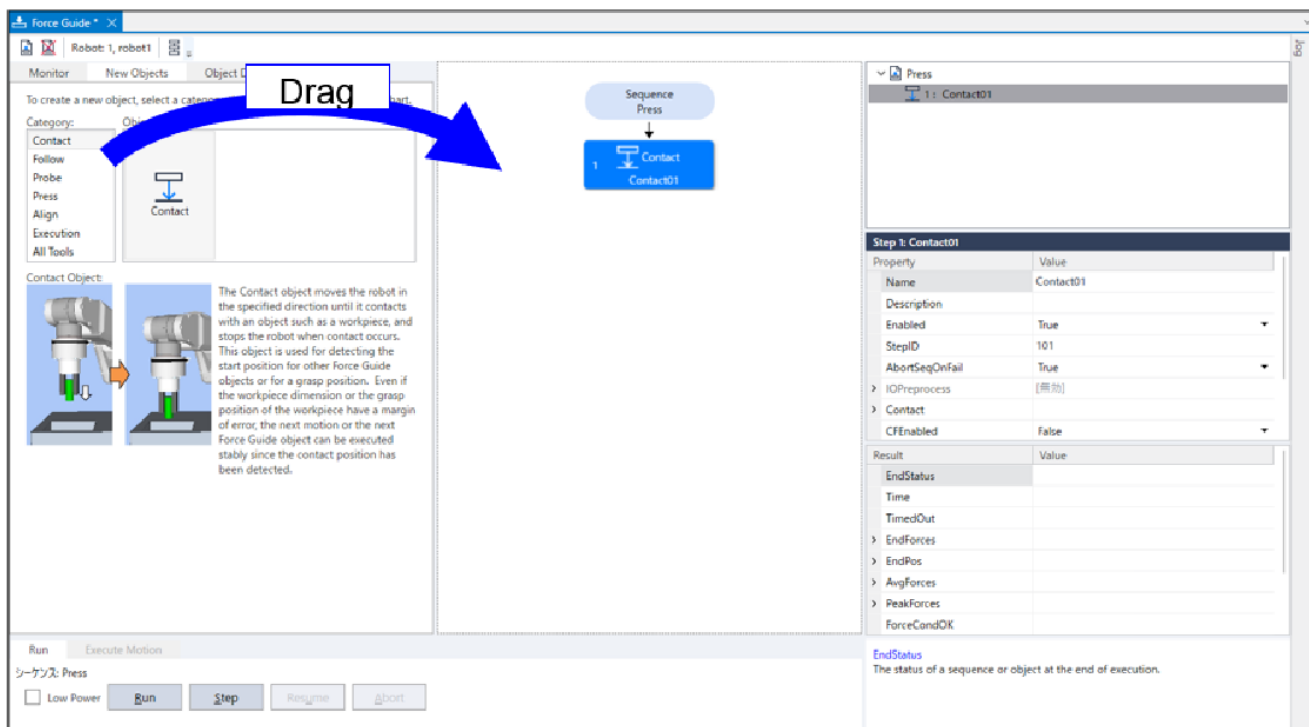 Force Guide *
Robot: 1, robot1
Jog
Monitor
New Objects
Object D
Drag
To create a new object, select a catego
hart.
Category:
Obje
Contact
Follow
Probe
Press
Align
Execution
All Tools
Contact
Contact Object:
The Contact object moves the robot in
the specified direction until it contacts
with an object such as a workpiece, and
stops the robot when contact occurs.
This object is used for detecting the
start position for other Force Guide
objects or for a grasp position. Even if
the workpiece dimension or the grasp
position of the workpiece have a margin
of error, the next motion or the next
Force Guide object can be executed
stably since the contact position has
been detected.
Sequence
Press
1
Contact
Contact01
Press
1 : Contact01
Step 1: Contact01
Property Value
Name Contact01
Description
Enabled True
StepID 101
AbortSeqOnFail True
IOPreprocess [無効]
Contact
CFEnabled False
Result Value
EndStatus
Time
TimedOut
EndForces
EndPos
AvgForces
PeakForces
ForceCondOK
EndStatus
The status of a sequence or object at the end of execution.
Run
Execute Motion
シーケンス: Press
Low Power
Run
Step
Resume
Abort